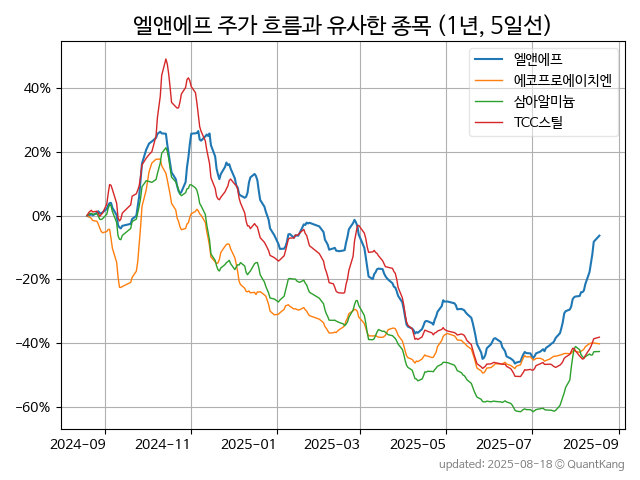 엘앤에프 주가 흐름과 유사한 종목 (1년, 5일선)
엘앤에프
에코프로에이치엔
삼아알미늄
TCC스틸
40%
20%
0%
−20%
−40%
−60%
2024-09 2024-11 2025-01 2025-03 2025-05 2025-07 2025-09
updated: 2025-08-18 © QuantKang